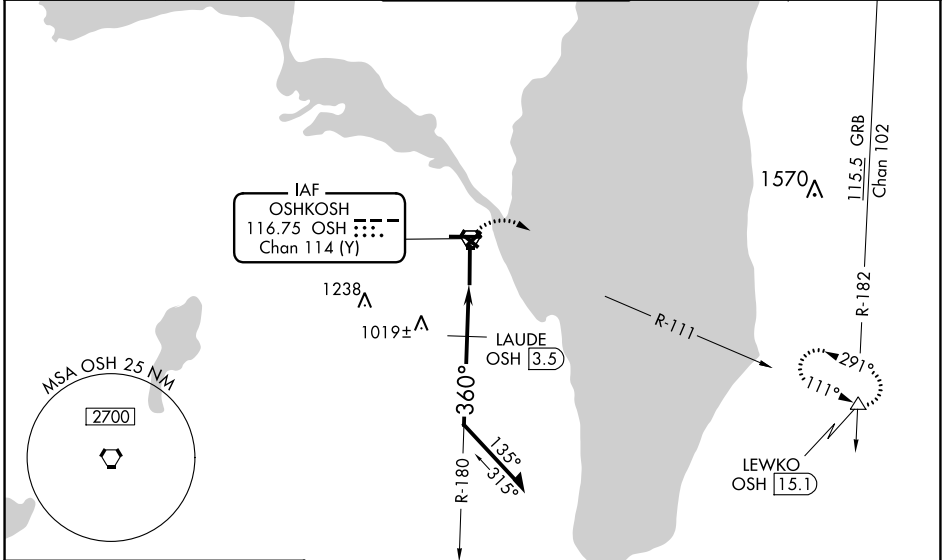 115.5 GRB
Chan 102
1570
IAF
OSHKOSH
116.75 OSH
Chan 114 (Y)
R-182
1238
1019±
R-111
LAUDE
OSH 3.5
291°
111°
MSA OSH 25 NM
2700
360°
135°
315°
R-180
LEWKO
OSH 15.1